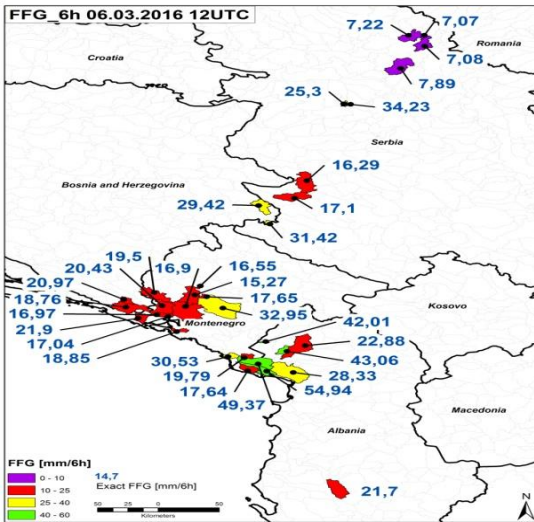 FFG_6h 06.03.2016 12UTC
7,22
7,07
Croatia
Romania
7,08
7,89
25,3
34,23
Serbia
16,29
Bosnia and Herzegovina
29,42
17,1
31,42
19,5
16,9
16,55
20,43
15,27
20,97
17,65
18,76
32,95
Kosovo
16,97
42,01
Montenegro
21,9
22,88
17,04
43,06
18,85
30,53
28,33
19,79
54,94
17,64
49,37
Macedonia
Albania
FFG [mm/6h]
0 - 10
10 - 25
25 - 40
40 - 60
14,7
Exact FFG [mm/6h]
50 25 0 50
Kilometers
21,7
N